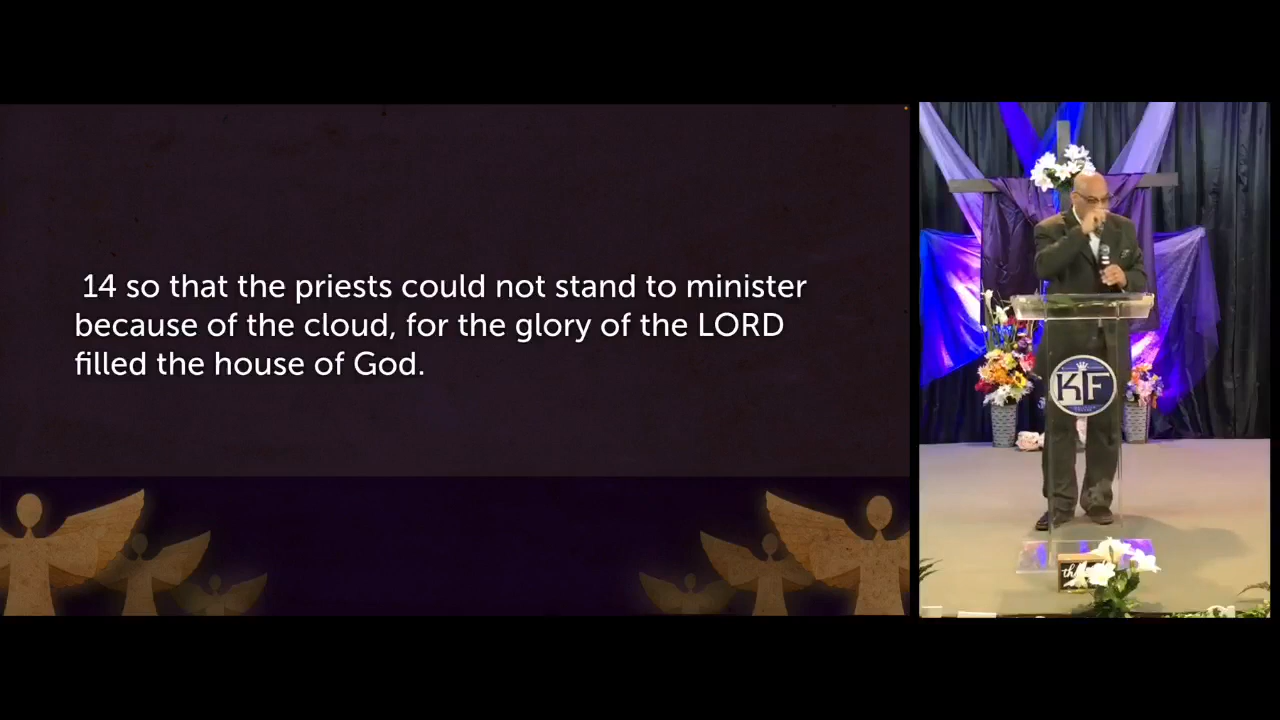 14 so that the priests could not stand to minister
because of the cloud, for the glory of the LORD
filled the house of God.
KF